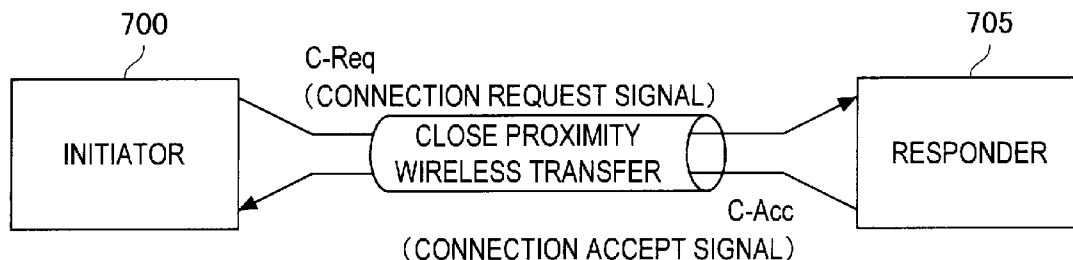 700
705
C-Req
(CONNECTION REQUEST SIGNAL)
INITIATOR
CLOSE PROXIMITY
WIRELESS TRANSFER
RESPONDER
C-Acc
(CONNECTION ACCEPT SIGNAL)